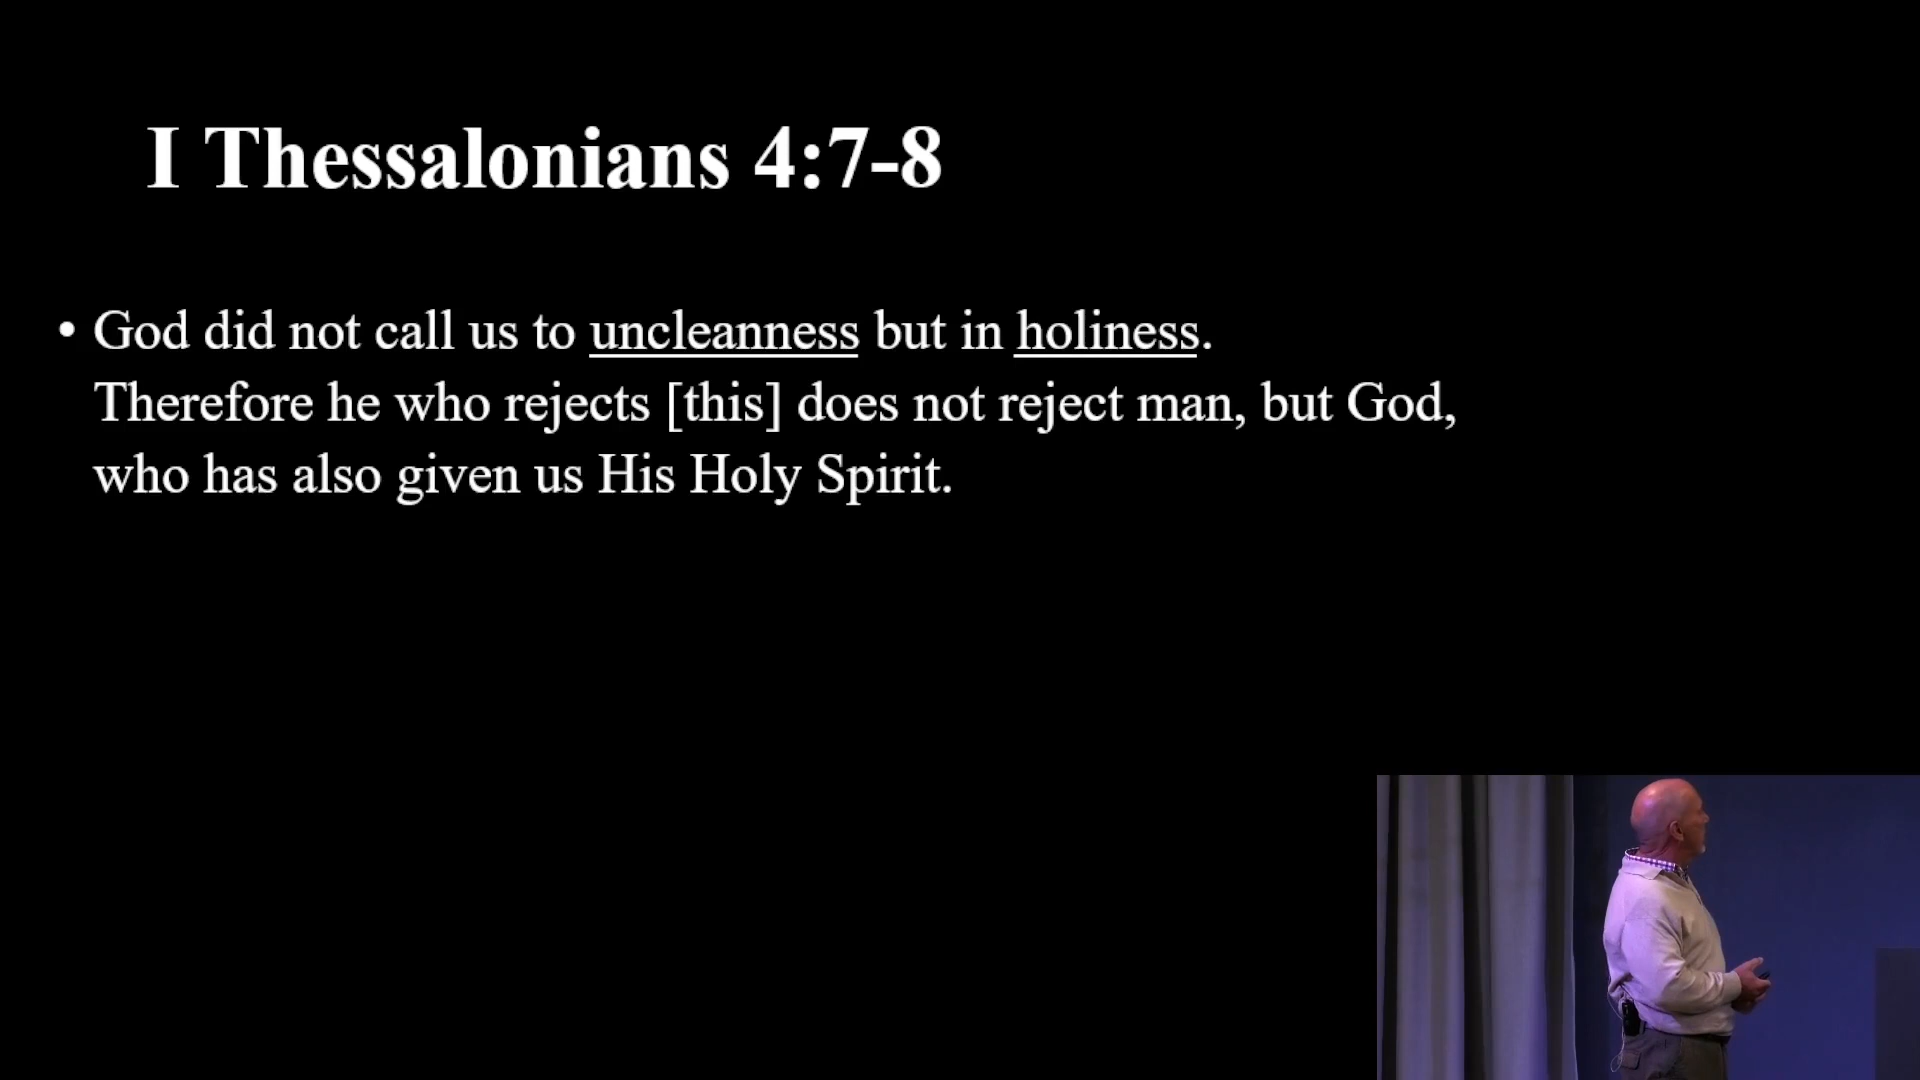 I Thessalonians 4:7-8
• God did not call us to uncleanness but in holiness.
Therefore he who rejects [this] does not reject man, but God,
who has also given us His Holy Spirit.